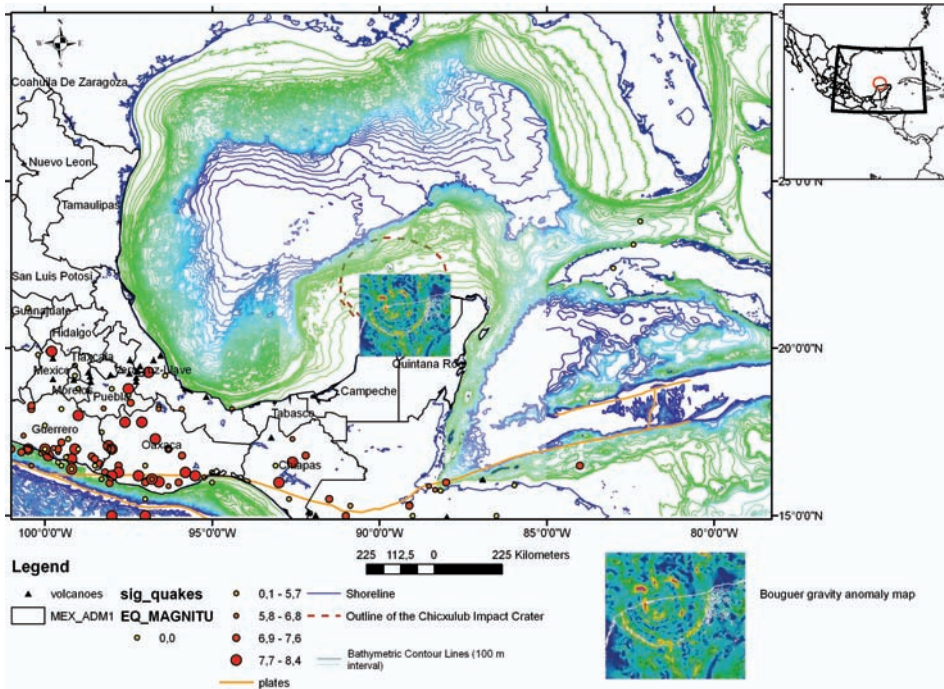 N
W
E
S
Coahuila De Zaragoza
Nuevo Leon
Tamaulipas
San Luis Potosi
Guanajuate
Hidalgo
Tlaxcala
Mexico
Morelos
Puebla
Guerrero
Oaxaca
Tabasco
Chiapas
Campeche
Quintana Roo
25°0'0"N
20°0'0"N
15°0'0"N
100°0'0"W
95°0'0"W
90°0'0"W
85°0'0"W
80°0'0"W
225 112,5 0 225 Kilometers
Legend
volcanoes
MEX_ADM1
sig_quakes
EQ_MAGNITU
0,0
0,1 - 5,7
5,8 - 6,8
6,9 - 7,6
7,7 - 8,4
plates
Shoreline
Outline of the Chicxulub Impact Crater
Bathymetric Contour Lines (100 m
interval)
Bouguer gravity anomaly map